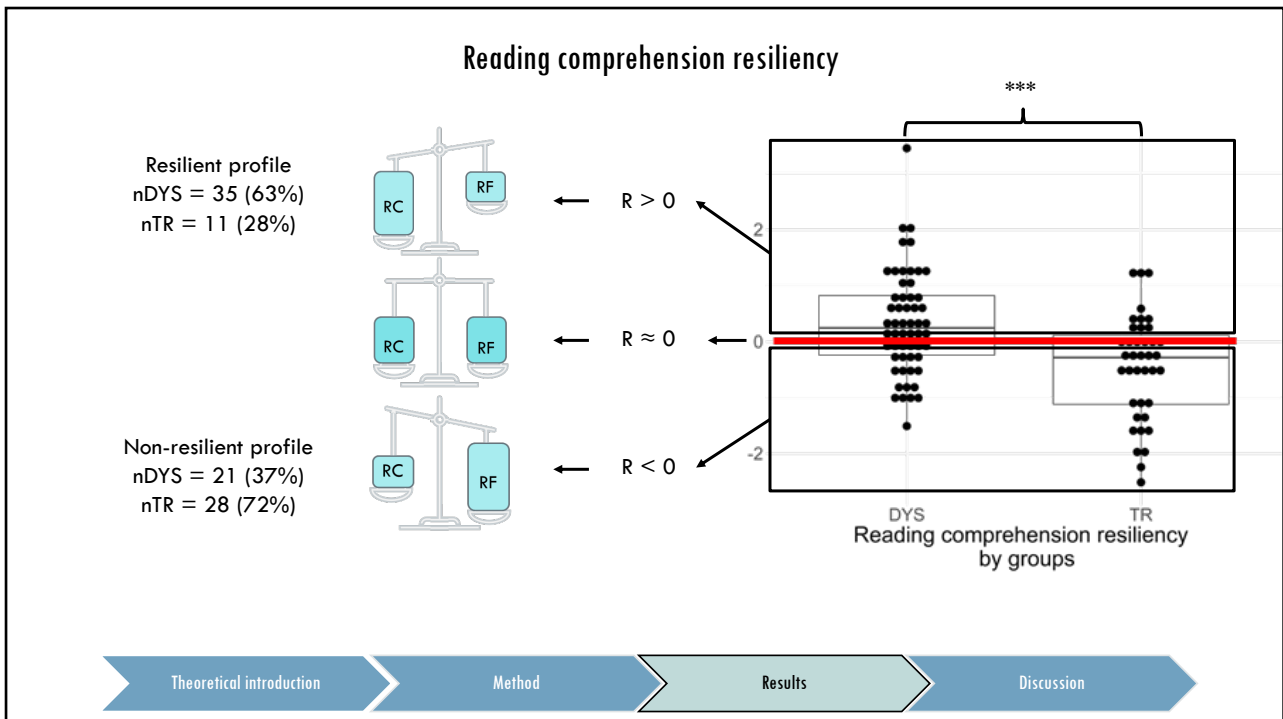 Reading comprehension resiliency
***
Resilient profile
nDYS = 35 (63%)
nTR = 11 (28%)
RC
RF
R > 0
RC
RF
R ≈ 0
Non-resilient profile
nDYS = 21 (37%)
nTR = 28 (72%)
RC
RF
R < 0
2
0
-2
DYS
TR
Reading comprehension resiliency
by groups
Theoretical introduction
Method
Results
Discussion